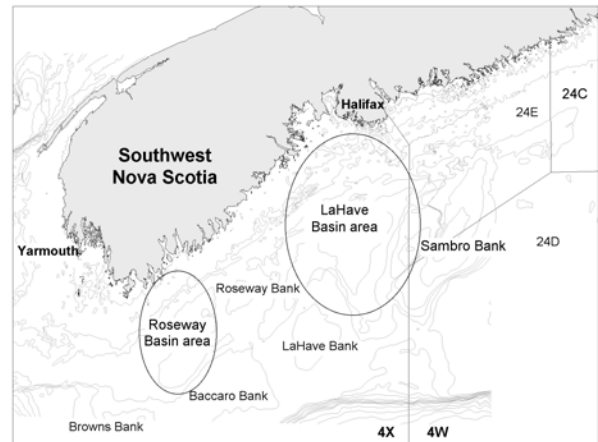 24C
24E
Halifax
Southwest
Nova Scotia
LaHave
Basin area
Sambro Bank
24D
Yarmouth
Roseway Bank
Roseway
Basin area
LaHave Bank
Baccaro Bank
Browns Bank
4X
4W